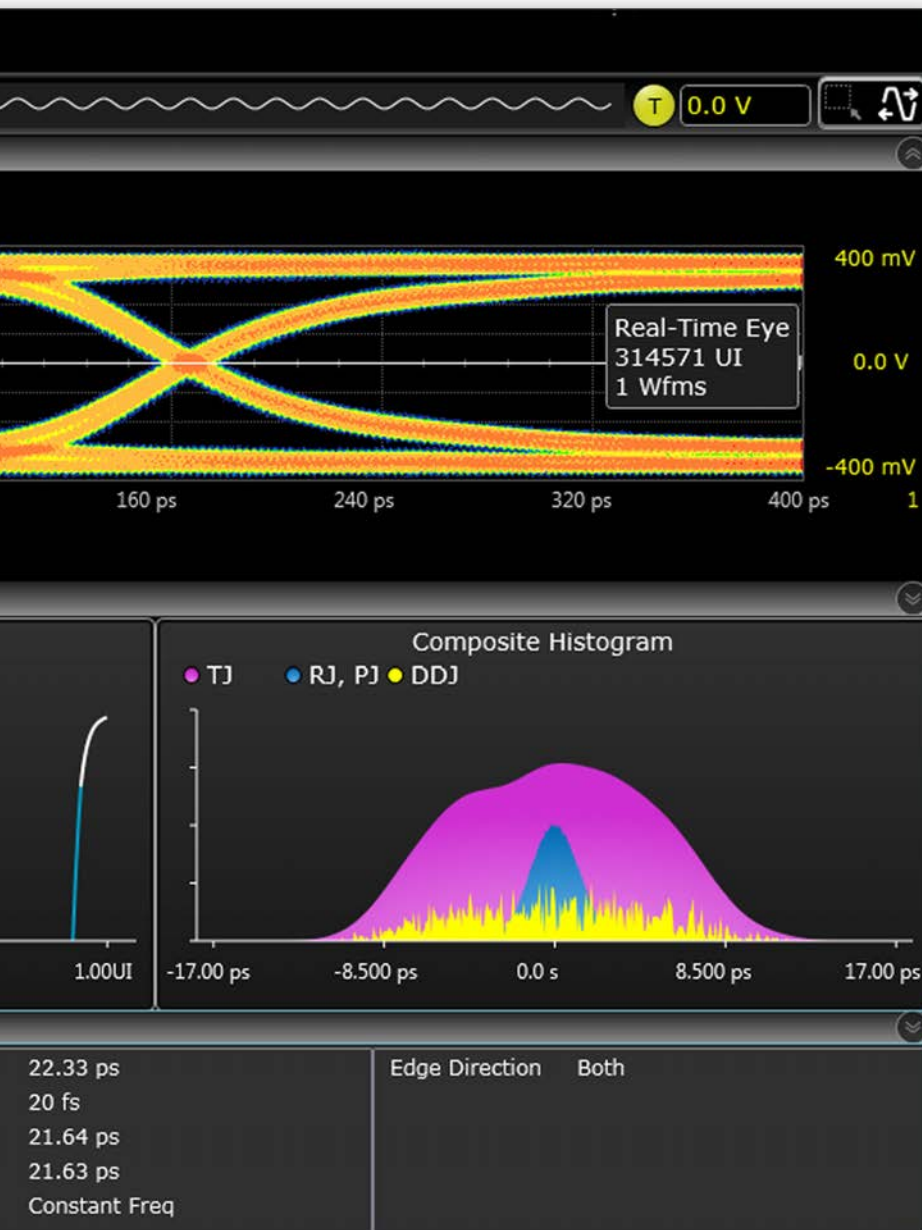 T 0.0 V
400 mV
Real-Time Eye
314571 UI
1 Wfms
0.0 V
-400 mV
160 ps 240 ps 320 ps 400 ps 1
Composite Histogram
TJ RJ, PJ DDJ
1.00UI -17.00 ps -8.500 ps 0.0 s 8.500 ps 17.00 ps
22.33 ps Edge Direction Both
20 fs
21.64 ps
21.63 ps
Constant Freq